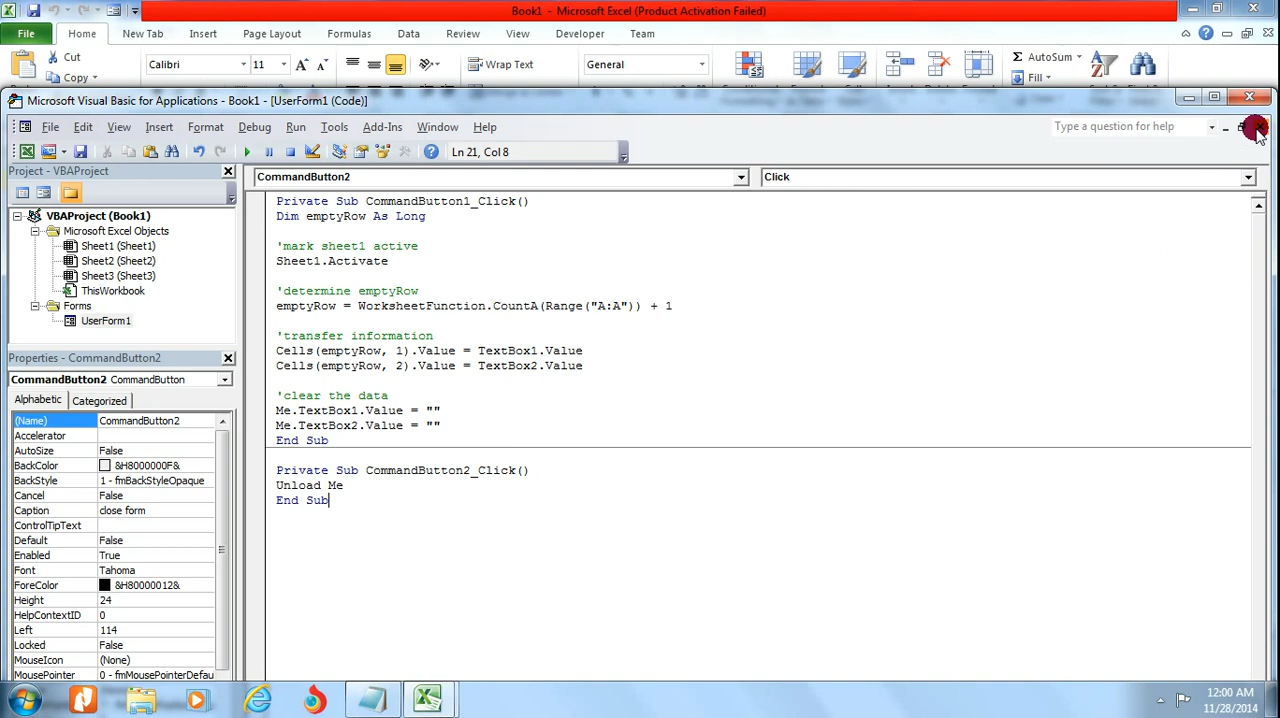 Book1 - Microsoft Excel (Product Activation Failed)
File Home New Tab Insert Page Layout Formulas Data Review View Developer Team
Cut
Copy
Calibri 11 Wrap Text General AutoSum
Fill
Microsoft Visual Basic for Applications - Book1 - [UserForm1 (Code)]
File Edit View Insert Format Debug Run Tools Add-Ins Window Help Type a question for help
Ln 21, Col 8
Project - VBAProject
CommandButton2 Click
VBAProject (Book1)
Microsoft Excel Objects
Sheet1 (Sheet1)
Sheet2 (Sheet2)
Sheet3 (Sheet3)
ThisWorkbook
Forms
UserForm1
Properties - CommandButton2
CommandButton2 CommandButton
Alphabetic Categorized
(Name) CommandButton2
Accelerator
AutoSize False
BackColor &H8000000F&
BackStyle 1 - fmBackStyleOpaque
Cancel False
Caption close form
ControlTipText
Default False
Enabled True
Font Tahoma
ForeColor &H80000012&
Height 24
HelpContextID 0
Left 114
Locked False
MouseIcon (None)
MousePointer 0 - fmMousePointerDefau
Private Sub CommandButton1_Click()
Dim emptyRow As Long
'mark sheet1 active
Sheet1.Activate
'determine emptyRow
emptyRow = WorksheetFunction.CountA(Range("A:A")) + 1
'transfer information
Cells(emptyRow, 1).Value = TextBox1.Value
Cells(emptyRow, 2).Value = TextBox2.Value
'clear the data
Me.TextBox1.Value = ""
Me.TextBox2.Value = ""
End Sub
Private Sub CommandButton2_Click()
Unload Me
End Sub
12:00 AM
11/28/2014